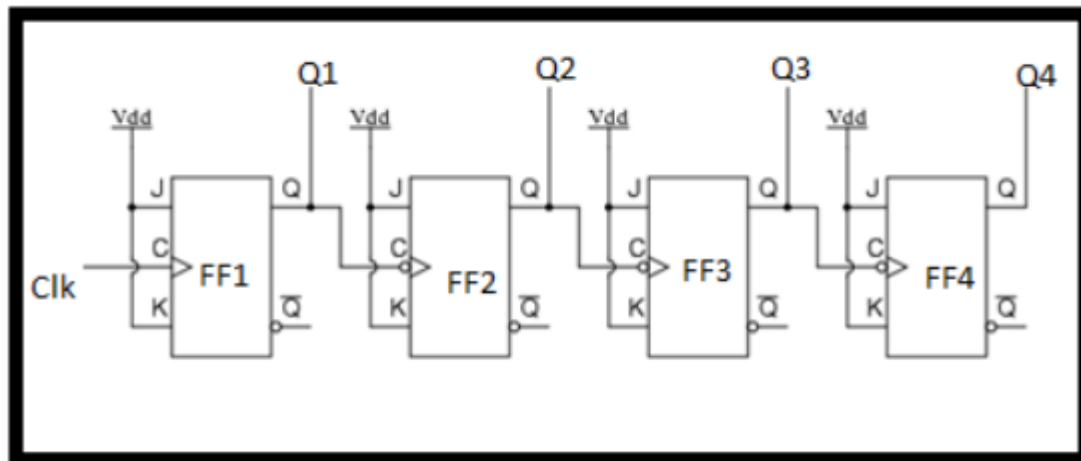 Q1 Q2 Q3 Q4
Vdd Vdd Vdd Vdd
J Q J Q J Q J Q
C C C C
Clk FF1 FF2 FF3 FF4
K Q̅ K Q̅ K Q̅ K Q̅